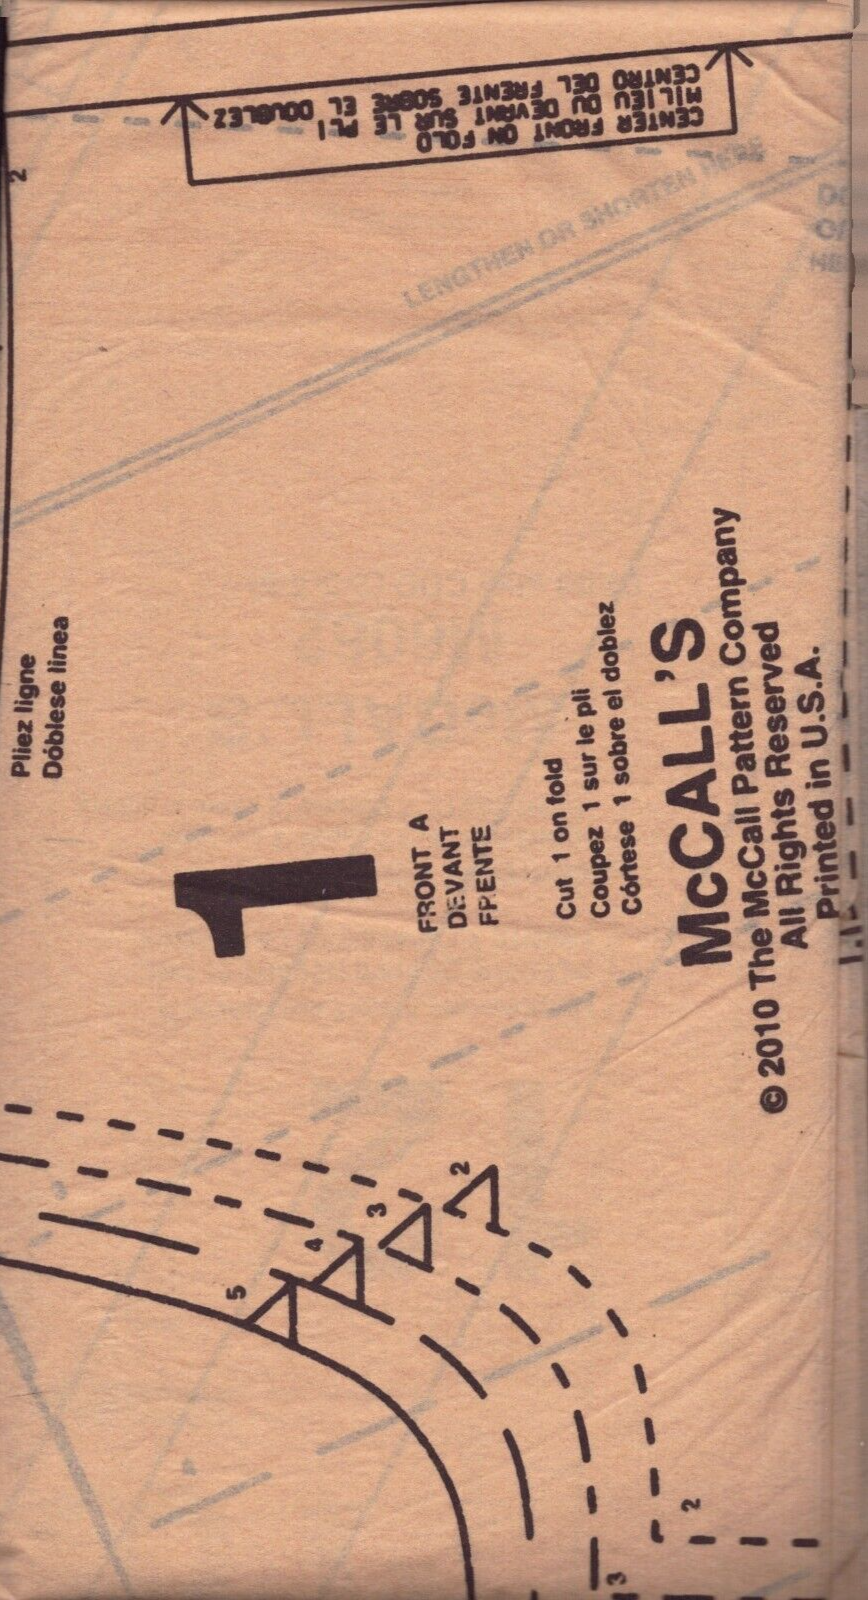 CENTER FRONT ON FOLD
MILIEU DU DEVANT SUR LE PLI
CENTRO DEL FRENTE SOBRE EL DOUBLEZ
LENGTHEN OR SHORTEN HERE
2
Pliez ligne
Dóblese linea
1
FRONT A
DEVANT
FRENTE
Cut 1 on fold
Coupez 1 sur le pli
Córtese 1 sobre el doblez
McCALL'S
© 2010 The McCall Pattern Company
All Rights Reserved
Printed in U.S.A.
5
4
3
2
2
3